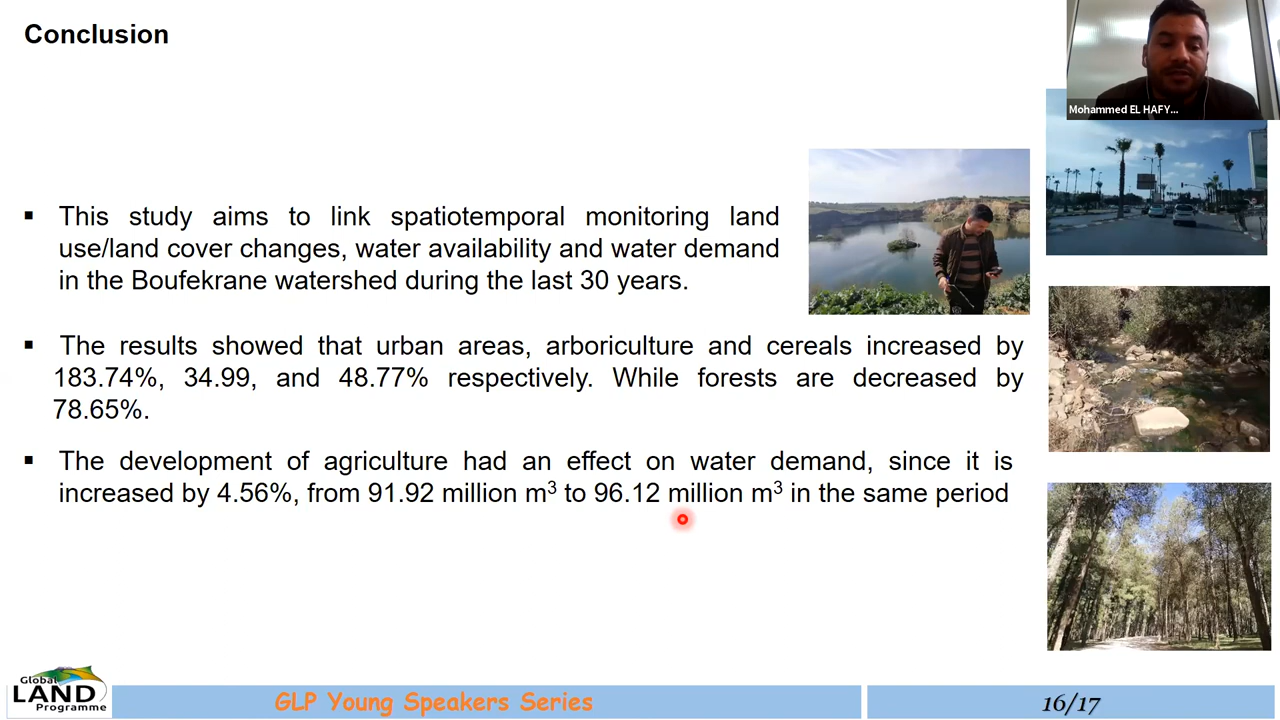 Conclusion
Mohammed EL HAFY...
▪ This study aims to link spatiotemporal monitoring land
use/land cover changes, water availability and water demand
in the Boufekrane watershed during the last 30 years.
▪ The results showed that urban areas, arboriculture and cereals increased by
183.74%, 34.99, and 48.77% respectively. While forests are decreased by
78.65%.
▪ The development of agriculture had an effect on water demand, since it is
increased by 4.56%, from 91.92 million m³ to 96.12 million m³ in the same period
Global
LAND
Programme
GLP Young Speakers Series
16/17